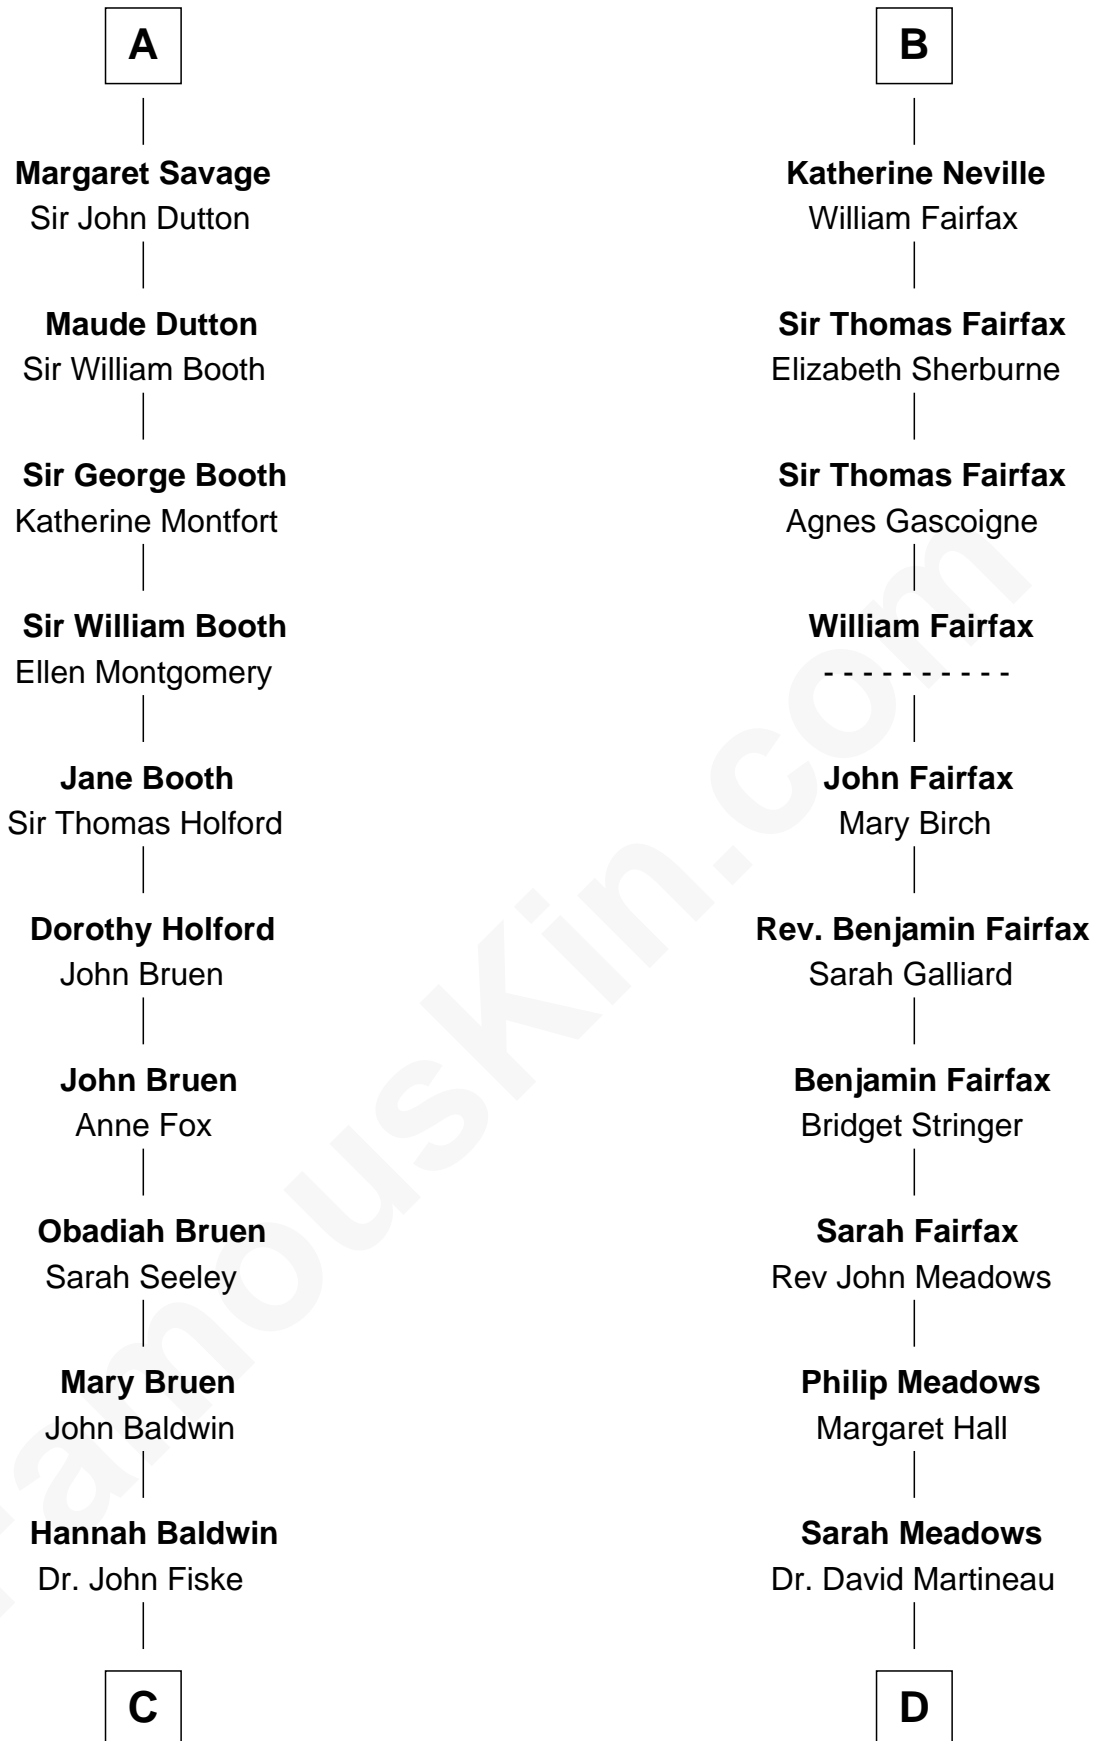 A
Margaret Savage
Sir John Dutton
Maude Dutton
Sir William Booth
Sir George Booth
Katherine Montfort
Sir William Booth
Ellen Montgomery
Jane Booth
Sir Thomas Holford
Dorothy Holford
John Bruen
John Bruen
Anne Fox
Obadiah Bruen
Sarah Seeley
Mary Bruen
John Baldwin
Hannah Baldwin
Dr. John Fiske
C
B
Katherine Neville
William Fairfax
Sir Thomas Fairfax
Elizabeth Sherburne
Sir Thomas Fairfax
Agnes Gascoigne
William Fairfax
- - - - - - - - - -
John Fairfax
Mary Birch
Rev. Benjamin Fairfax
Sarah Galliard
Benjamin Fairfax
Bridget Stringer
Sarah Fairfax
Rev John Meadows
Philip Meadows
Margaret Hall
Sarah Meadows
Dr. David Martineau
D
FamousKin.com